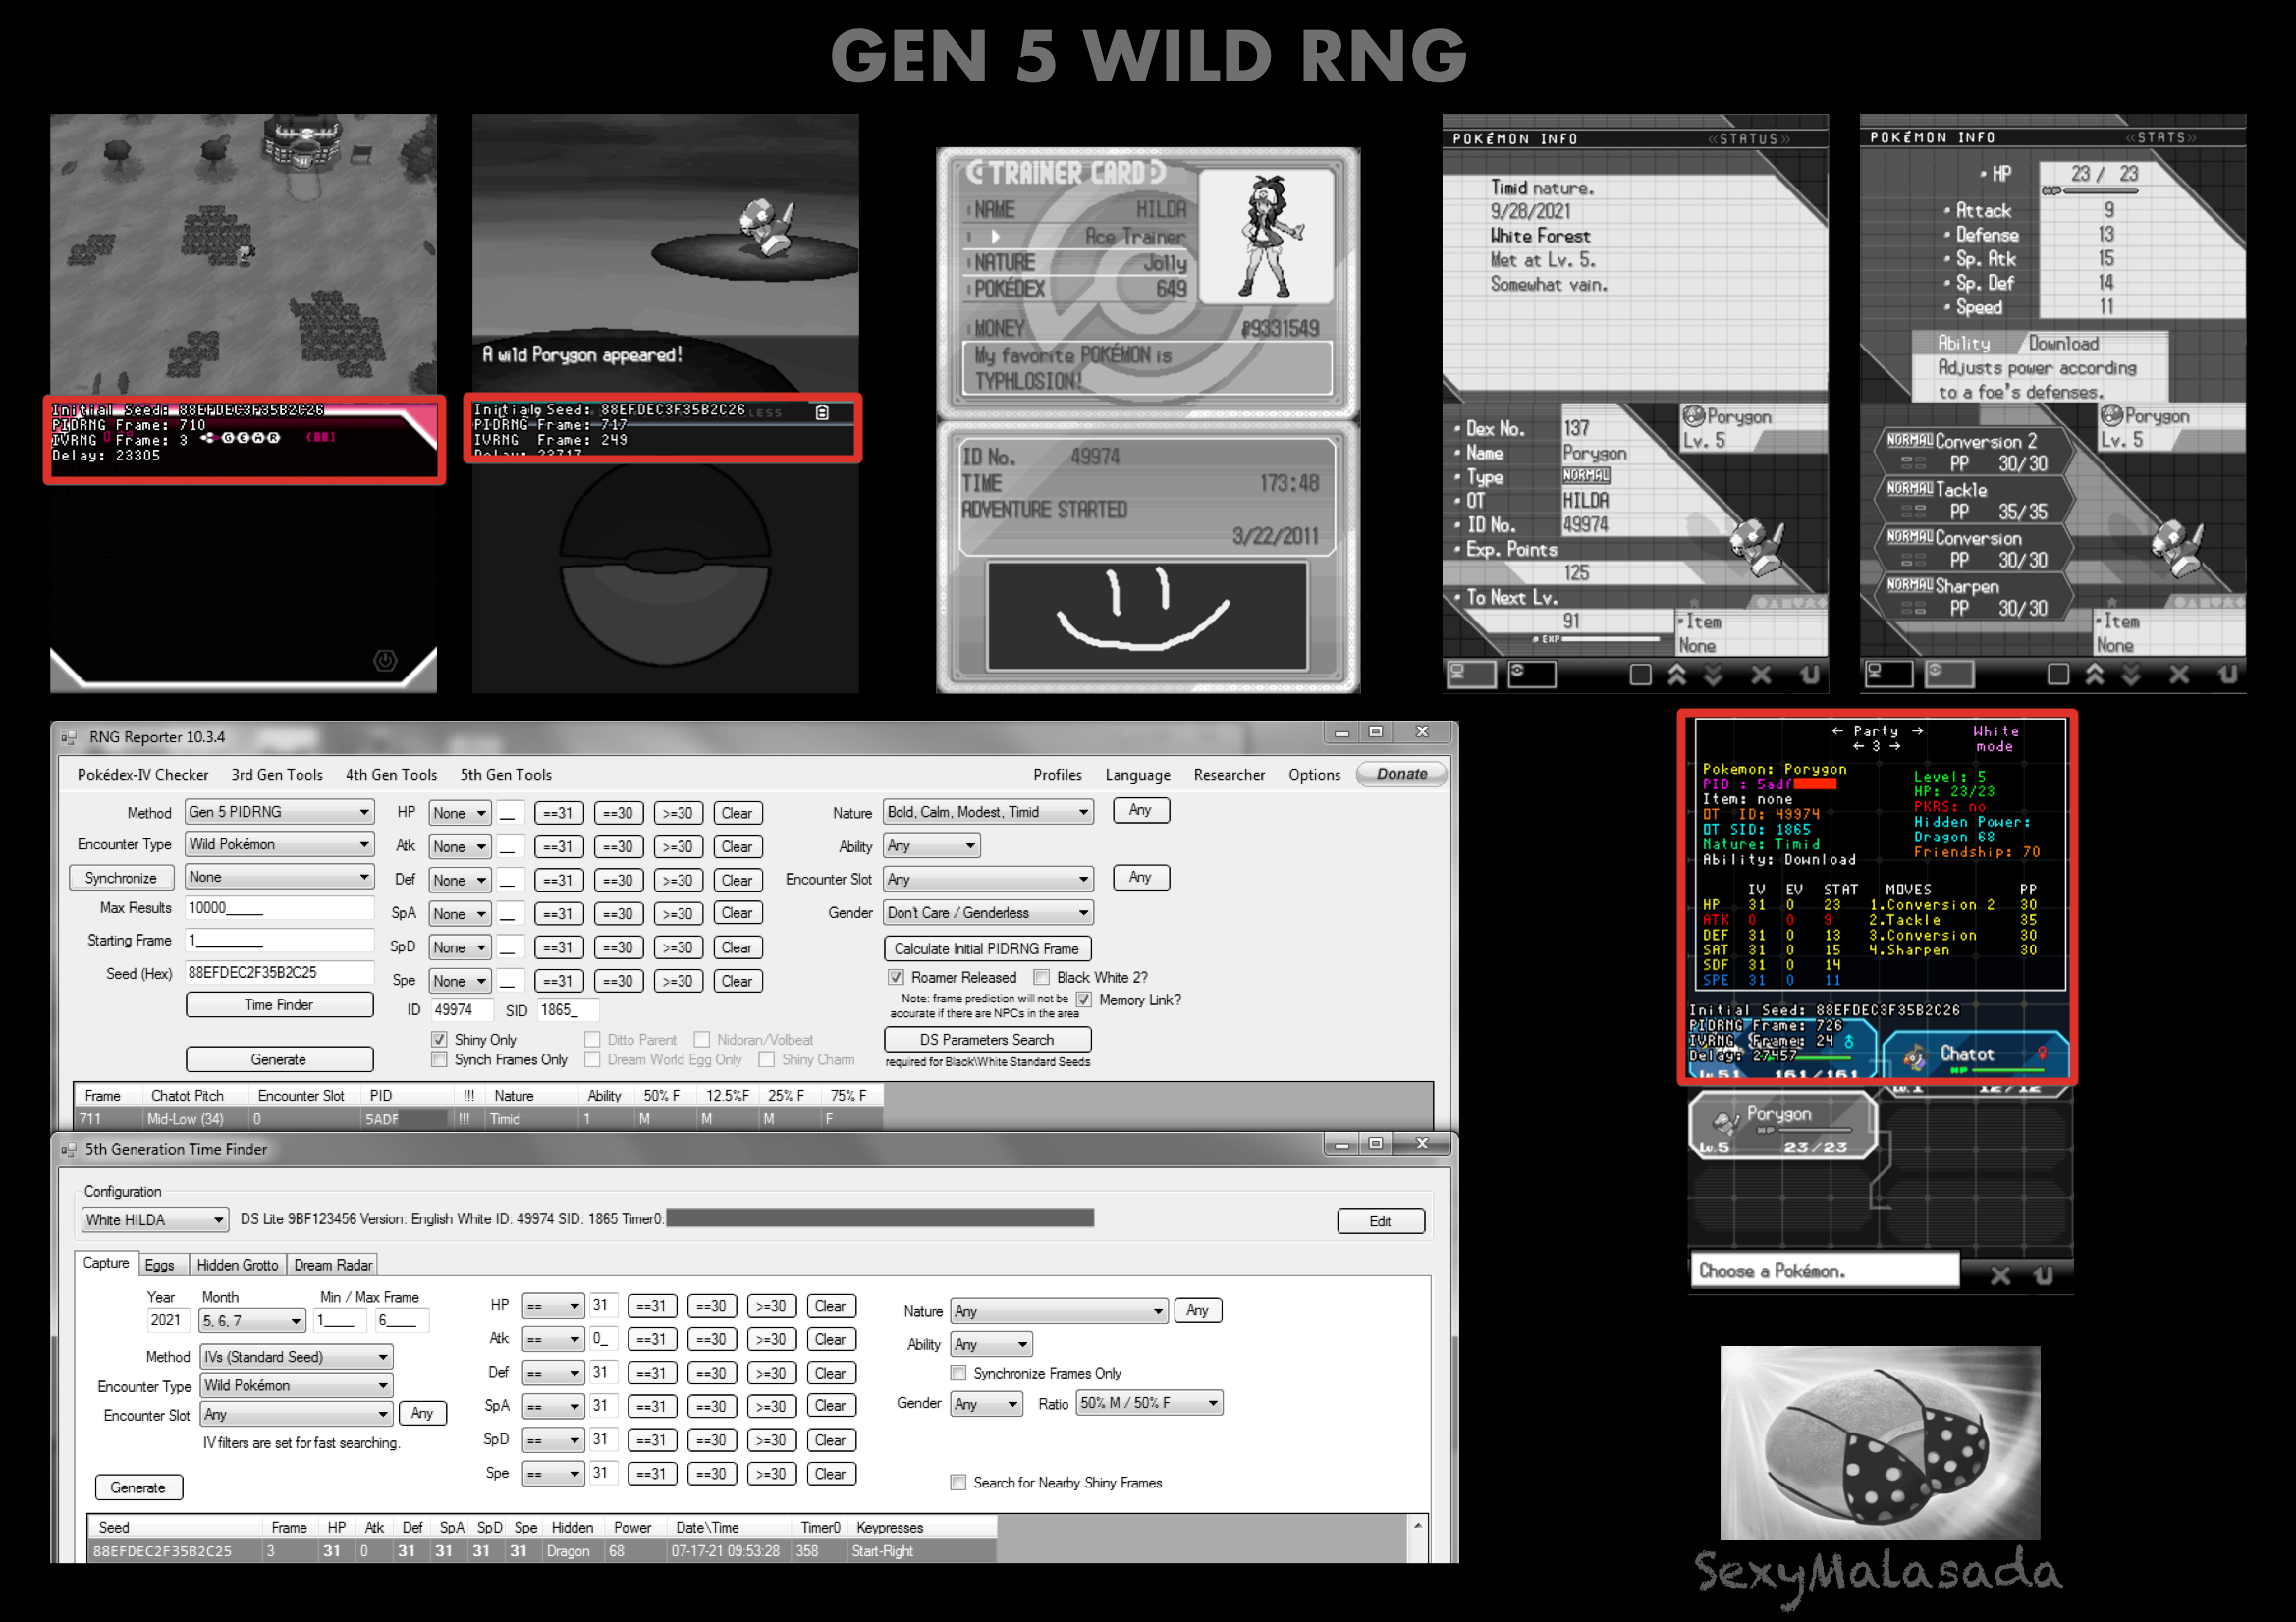 GEN 5 WILD RNG
Initial Seed: 88EFDEC3F35B2C26
PIDRNG Frame: 710
IVRNG Frame: 3
C-GEAR
Delay: 23305
A wild Porygon appeared!
Initial Seed: 88EFDEC3F35B2C26
PIDRNG Frame: 717
IVRNG Frame: 249
Delay: 23717
TRAINER CARD
NAME HILDA
Ace Trainer
NATURE Jolly
POKÉDEX 649
MONEY ₽9331549
My favorite POKÉMON is
TYPHLOSION!
ID No. 49974
TIME 173:48
ADVENTURE STARTED
3/22/2011
POKÉMON INFO «STATUS»
Timid nature.
9/28/2021
White Forest
Met at Lv. 5.
Somewhat vain.
Porygon
Lv. 5
Dex No. 137
Name Porygon
Type NORMAL
OT HILDA
ID No. 49974
Exp. Points
125
To Next Lv.
91
EXP
Item
None
POKÉMON INFO «STATS»
HP 23/ 23
HP
Attack 9
Defense 13
Sp. Atk 15
Sp. Def 14
Speed 11
Ability Download
Adjusts power according
to a foe's defenses.
Porygon
Lv. 5
NORMAL Conversion 2
PP 30/30
NORMAL Tackle
PP 35/35
NORMAL Conversion
PP 30/30
NORMAL Sharpen
PP 30/30
Item
None
RNG Reporter 10.3.4
Pokédex-IV Checker 3rd Gen Tools 4th Gen Tools 5th Gen Tools Profiles Language Researcher Options Donate
Method Gen 5 PIDRNG HP None ==31 ==30 >=30 Clear Nature Bold, Calm, Modest, Timid Any
Encounter Type Wild Pokémon Atk None ==31 ==30 >=30 Clear Ability Any
Synchronize None Def None ==31 ==30 >=30 Clear Encounter Slot Any Any
Max Results 10000_____ SpA None ==31 ==30 >=30 Clear Gender Don't Care / Genderless
Starting Frame 1_________ SpD None ==31 ==30 >=30 Clear Calculate Initial PIDRNG Frame
Seed (Hex) 88EFDEC2F35B2C25 Spe None ==31 ==30 >=30 Clear Roamer Released Black White 2?
Time Finder ID 49974 SID 1865_ Note: frame prediction will not be Memory Link?
accurate if there are NPCs in the area
Shiny Only Ditto Parent Nidoran/Volbeat DS Parameters Search
Generate Synch Frames Only Dream World Egg Only Shiny Charm required for Black\White Standard Seeds
Frame Chatot Pitch Encounter Slot PID !!! Nature Ability 50% F 12.5%F 25% F 75% F
711 Mid-Low (34) 0 5ADF !!! Timid 1 M M M F
5th Generation Time Finder
Configuration
White HILDA DS Lite 9BF123456 Version: English White ID: 49974 SID: 1865 Timer0: Edit
Capture Eggs Hidden Grotto Dream Radar
Year Month Min / Max Frame
2021 5, 6, 7 1____ 6____
HP == 31 ==31 ==30 >=30 Clear Nature Any Any
Atk == 0_ ==31 ==30 >=30 Clear Ability Any
Method IVs (Standard Seed)
Def == 31 ==31 ==30 >=30 Clear Synchronize Frames Only
Encounter Type Wild Pokémon
SpA == 31 ==31 ==30 >=30 Clear Gender Any Ratio 50% M / 50% F
Encounter Slot Any Any
SpD == 31 ==31 ==30 >=30 Clear
IV filters are set for fast searching.
Spe == 31 ==31 ==30 >=30 Clear Search for Nearby Shiny Frames
Generate
Seed Frame HP Atk Def SpA SpD Spe Hidden Power Date\Time Timer0 Keypresses
88EFDEC2F35B2C25 3 31 0 31 31 31 31 Dragon 68 07-17-21 09:53:28 358 Start-Right
← Party → White
← 3 → mode
Pokemon: Porygon
PID : 5adf
Item: none
OT ID: 49974
OT SID: 1865
Nature: Timid
Ability: Download
Level: 5
HP: 23/23
PKRS: no
Hidden Power:
Dragon 68
Friendship: 70
IV EV STAT MOVES PP
HP 31 0 23 1.Conversion 2 30
ATK 0 0 9 2.Tackle 35
DEF 31 0 13 3.Conversion 30
SAT 31 0 15 4.Sharpen 30
SDF 31 0 14
SPE 31 0 11
Initial Seed: 88EFDEC3F35B2C26
PIDRNG Frame: 726
IVRNG Frame: 24
Delay: 27457
Chatot
HP
Lv.51 161/161 Lv.1 12/12
Porygon
HP
Lv.5 23/23
Choose a Pokémon.
SexyMalasada